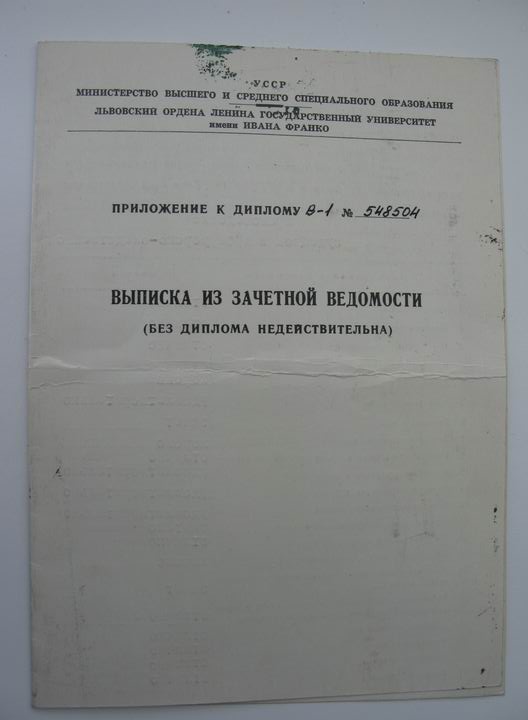 УССР
МИНИСТЕРСТВО ВЫСШЕГО И СРЕДНЕГО СПЕЦИАЛЬНОГО ОБРАЗОВАНИЯ
ЛЬВОВСКИЙ ОРДЕНА ЛЕНИНА ГОСУДАРСТВЕННЫЙ УНИВЕРСИТЕТ
имени ИВАНА ФРАНКО
ПРИЛОЖЕНИЕ К ДИПЛОМУ В-1 № 548504
ВЫПИСКА ИЗ ЗАЧЕТНОЙ ВЕДОМОСТИ
(БЕЗ ДИПЛОМА НЕДЕЙСТВИТЕЛЬНА)